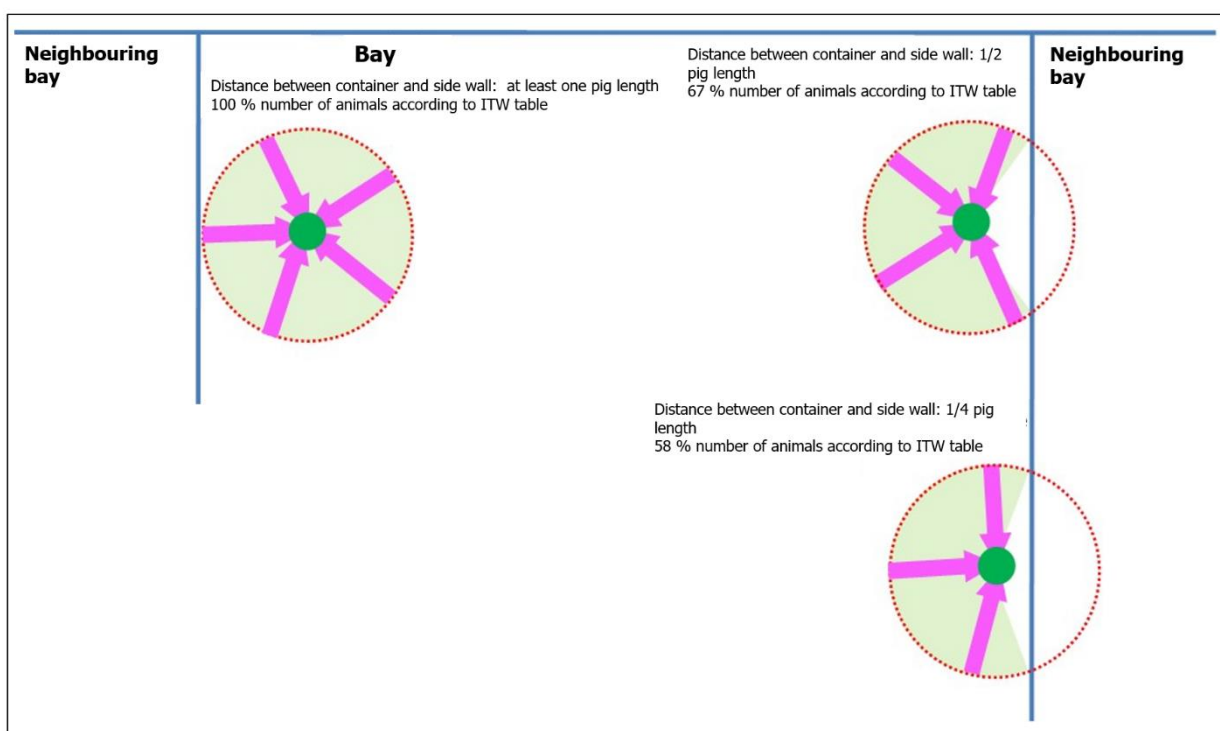 Neighbouring
bay
Bay
Distance between container and side wall:  at least one pig length
100 % number of animals according to ITW table
Distance between container and side wall: 1/2
pig length
67 % number of animals according to ITW table
Neighbouring
bay
Distance between container and side wall: 1/4 pig
length
58 % number of animals according to ITW table